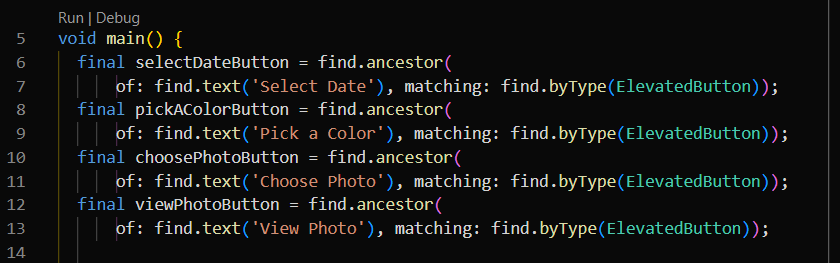 Run | Debug
5 void main() {
6 final selectDateButton = find.ancestor(
7 of: find.text('Select Date'), matching: find.byType(ElevatedButton));
8 final pickAColorButton = find.ancestor(
9 of: find.text('Pick a Color'), matching: find.byType(ElevatedButton));
10 final choosePhotoButton = find.ancestor(
11 of: find.text('Choose Photo'), matching: find.byType(ElevatedButton));
12 final viewPhotoButton = find.ancestor(
13 of: find.text('View Photo'), matching: find.byType(ElevatedButton));
14